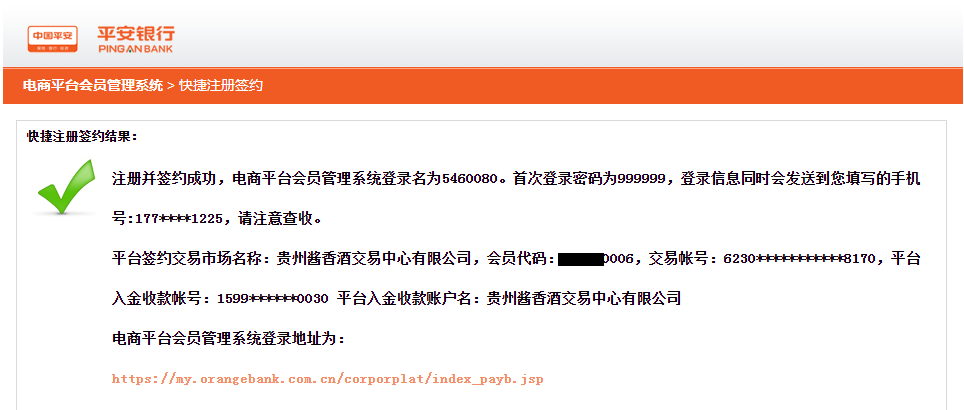 中国平安
保险·银行·投资
平安银行
PING AN BANK
电商平台会员管理系统 > 快捷注册签约
快捷注册签约结果：
注册并签约成功，电商平台会员管理系统登录名为5460080。首次登录密码为999999，登录信息同时会发送到您填写的手机
号:177****1225，请注意查收。
平台签约交易市场名称：贵州酱香酒交易中心有限公司，会员代码：0006，交易帐号：6230***********8170，平台
入金收款帐号：1599******0030 平台入金收款账户名：贵州酱香酒交易中心有限公司
电商平台会员管理系统登录地址为：
https://my.orangebank.com.cn/corporplat/index_payb.jsp